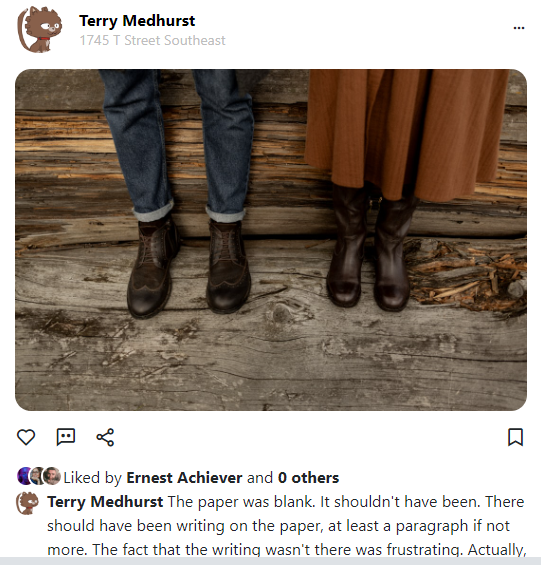 Terry Medhurst
1745 T Street Southeast
Liked by Ernest Achiever and 0 others
Terry Medhurst The paper was blank. It shouldn't have been. There
should have been writing on the paper, at least a paragraph if not
more. The fact that the writing wasn't there was frustrating. Actually,